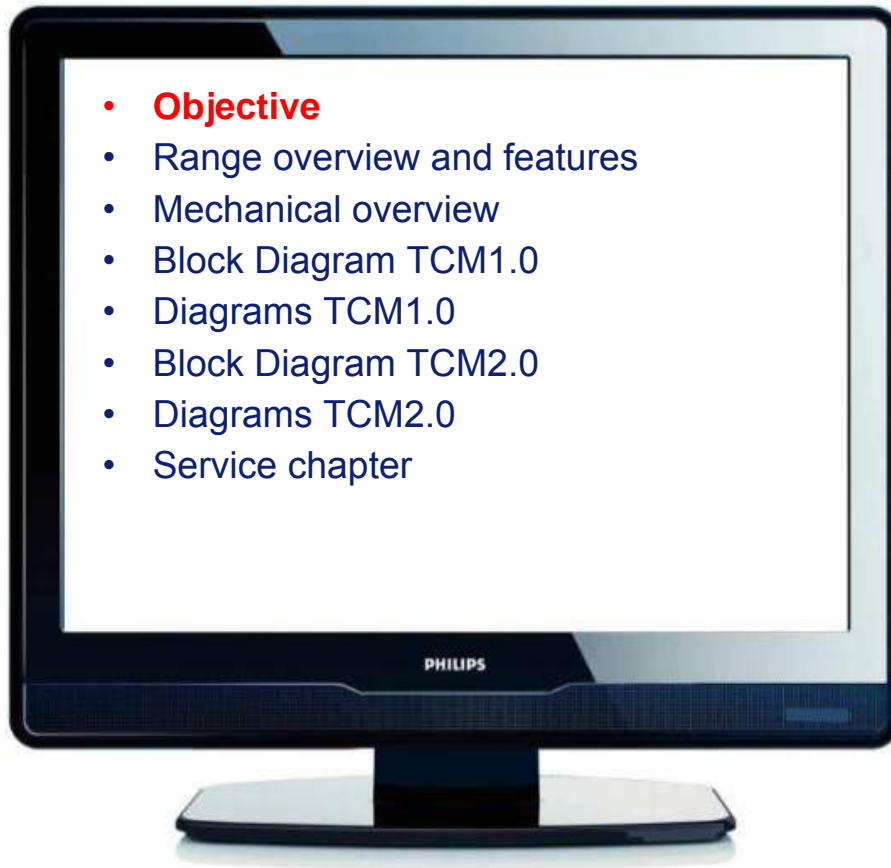 • Objective
• Range overview and features
• Mechanical overview
• Block Diagram TCM1.0
• Diagrams TCM1.0
• Block Diagram TCM2.0
• Diagrams TCM2.0
• Service chapter
PHILIPS